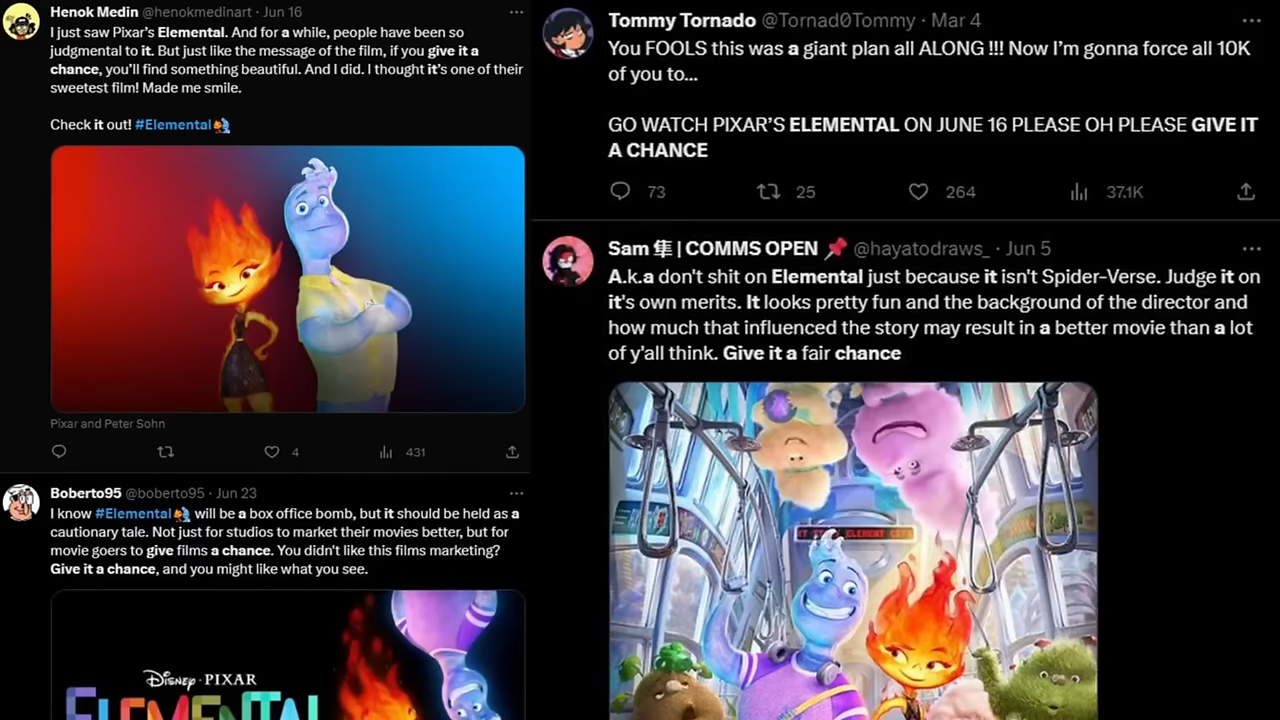 Henok Medin @henokmedinart · Jun 16
I just saw Pixar's Elemental. And for a while, people have been so
judgmental to it. But just like the message of the film, if you give it a
chance, you'll find something beautiful. And I did. I thought it's one of their
sweetest film! Made me smile.
Check it out! #Elemental
Pixar and Peter Sohn
4
431
Boberto95 @boberto95 · Jun 23
I know #Elemental will be a box office bomb, but it should be held as a
cautionary tale. Not just for studios to market their movies better, but for
movie goers to give films a chance. You didn't like this films marketing?
Give it a chance, and you might like what you see.
DISNEY · PIXAR
ELEMENTAL
Tommy Tornado @Tornad0Tommy · Mar 4
You FOOLS this was a giant plan all ALONG !!! Now I'm gonna force all 10K
of you to...
GO WATCH PIXAR'S ELEMENTAL ON JUNE 16 PLEASE OH PLEASE GIVE IT
A CHANCE
73
25
264
37.1K
Sam 隼 | COMMS OPEN 📌 @hayatodraws_ · Jun 5
A.k.a don't shit on Elemental just because it isn't Spider-Verse. Judge it on
it's own merits. It looks pretty fun and the background of the director and
how much that influenced the story may result in a better movie than a lot
of y'all think. Give it a fair chance